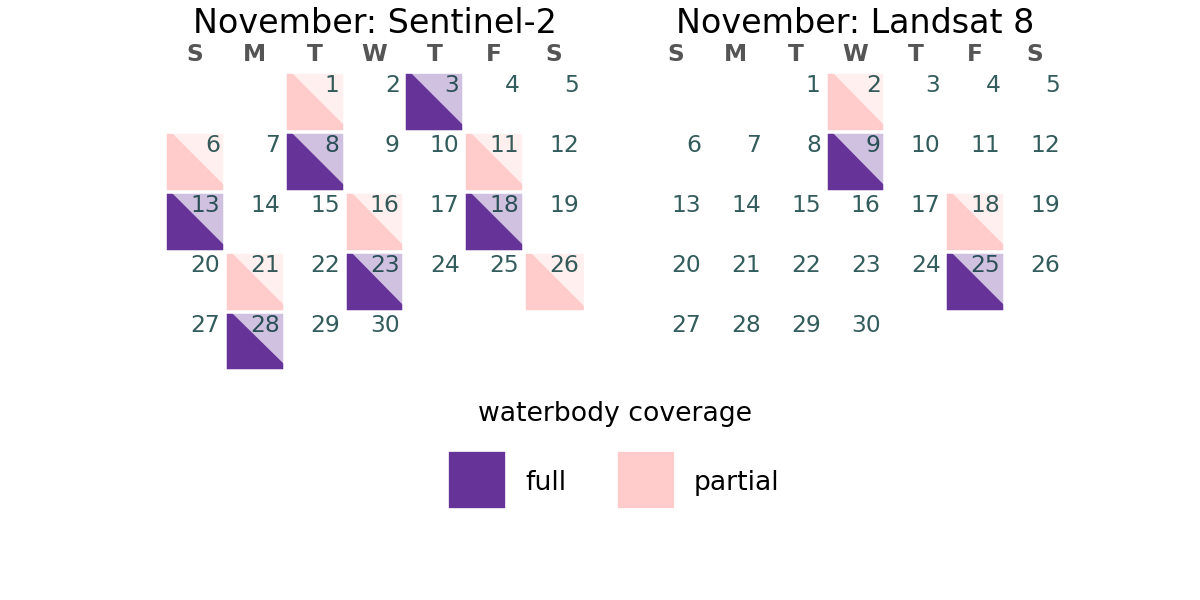 November: Sentinel-2
S M T W T F S
1 2 3 4 5
6 7 8 9 10 11 12
13 14 15 16 17 18 19
20 21 22 23 24 25 26
27 28 29 30
November: Landsat 8
S M T W T F S
1 2 3 4 5
6 7 8 9 10 11 12
13 14 15 16 17 18 19
20 21 22 23 24 25 26
27 28 29 30
waterbody coverage
full
partial